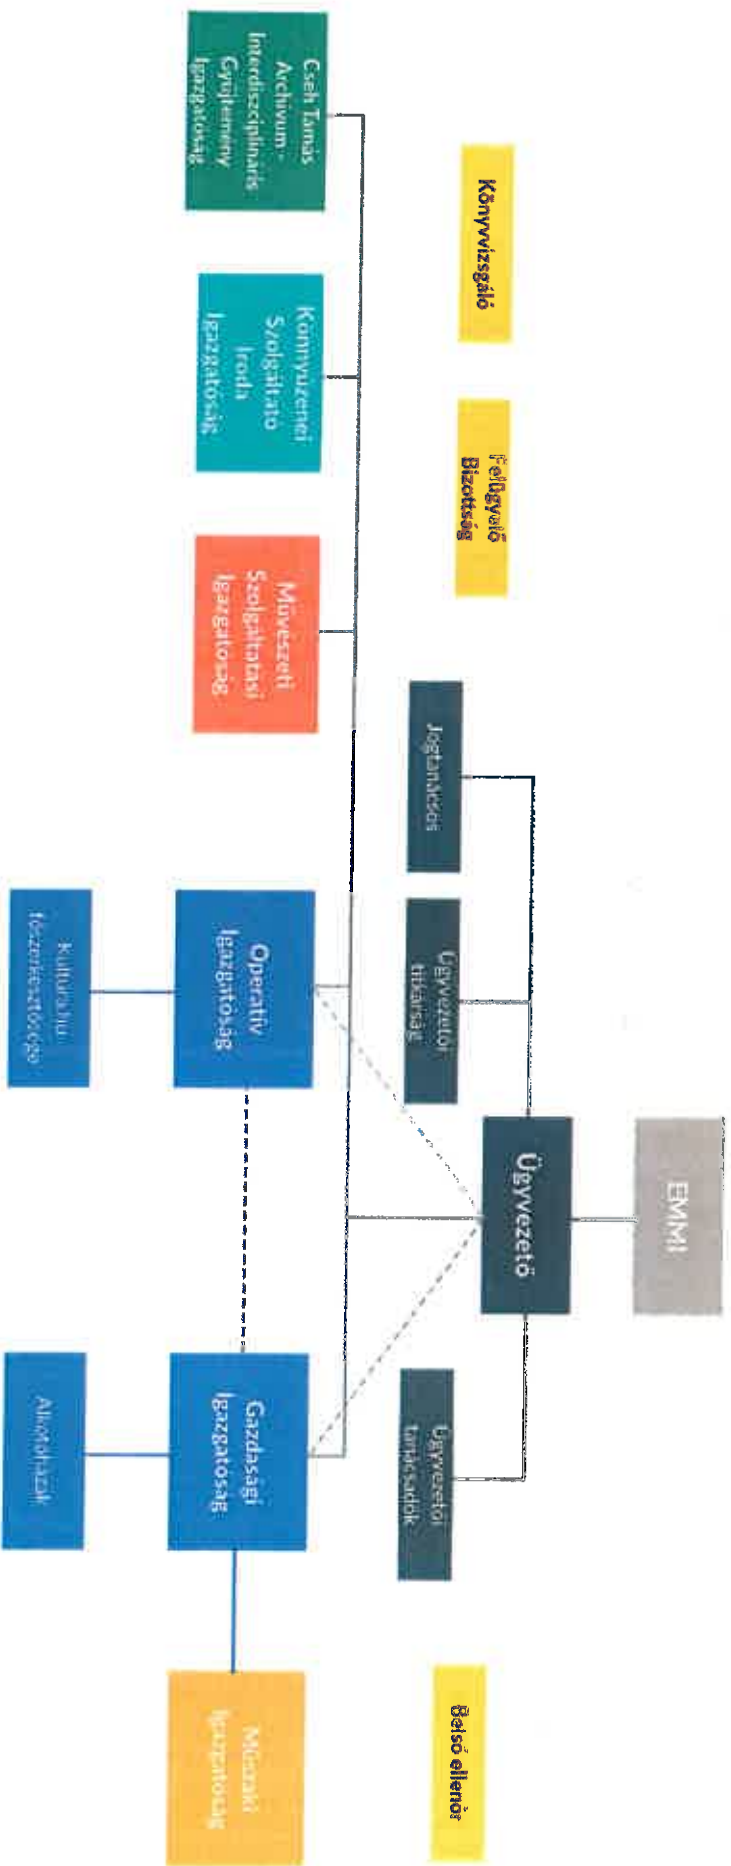 EMMI
Ügyvezető
Könyvvizsgáló
Felügyelő
Bizottság
Jogtanácsos
Ügyvezetői
titkárság
Ügyvezetői
tanácsadók
Belső ellenőr
Cseh Tamás
Archívum -
Interdiszciplináris
Gyűjtemény
Igazgatóság
Könnyűzenei
Szolgáltató
Iroda
Igazgatóság
Művészeti
Szolgáltatási
Igazgatóság
Operatív
Igazgatóság
Gazdasági
Igazgatóság
Műszaki
Igazgatóság
Kultura.hu
főszerkesztősége
Alkotóházak